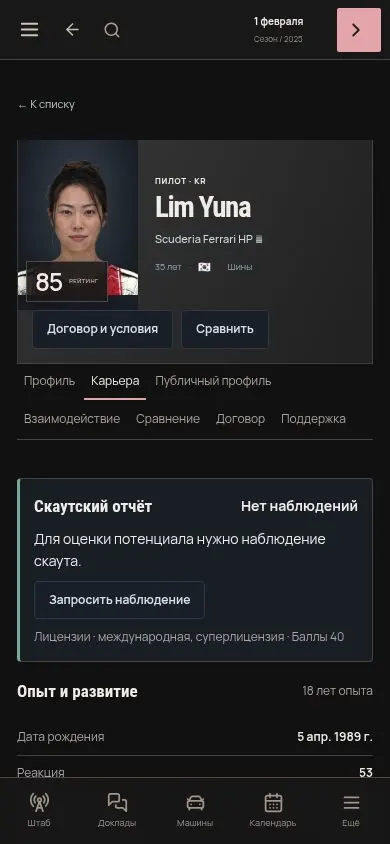 1 февраля
Сезон / 2025
← К списку
ПИЛОТ · KR
Lim Yuna
Scuderia Ferrari HP
35 лет Шины
85 РЕЙТИНГ
Договор и условия Сравнить
Профиль Карьера Публичный профиль
Взаимодействие Сравнение Договор Поддержка
Скаутский отчёт Нет наблюдений
Для оценки потенциала нужно наблюдение
скаута.
Запросить наблюдение
Лицензии · международная, суперлицензия · Баллы 40
Опыт и развитие 18 лет опыта
Дата рождения 5 апр. 1989 г.
Реакция 53
Штаб Доклады Машины Календарь Ещё